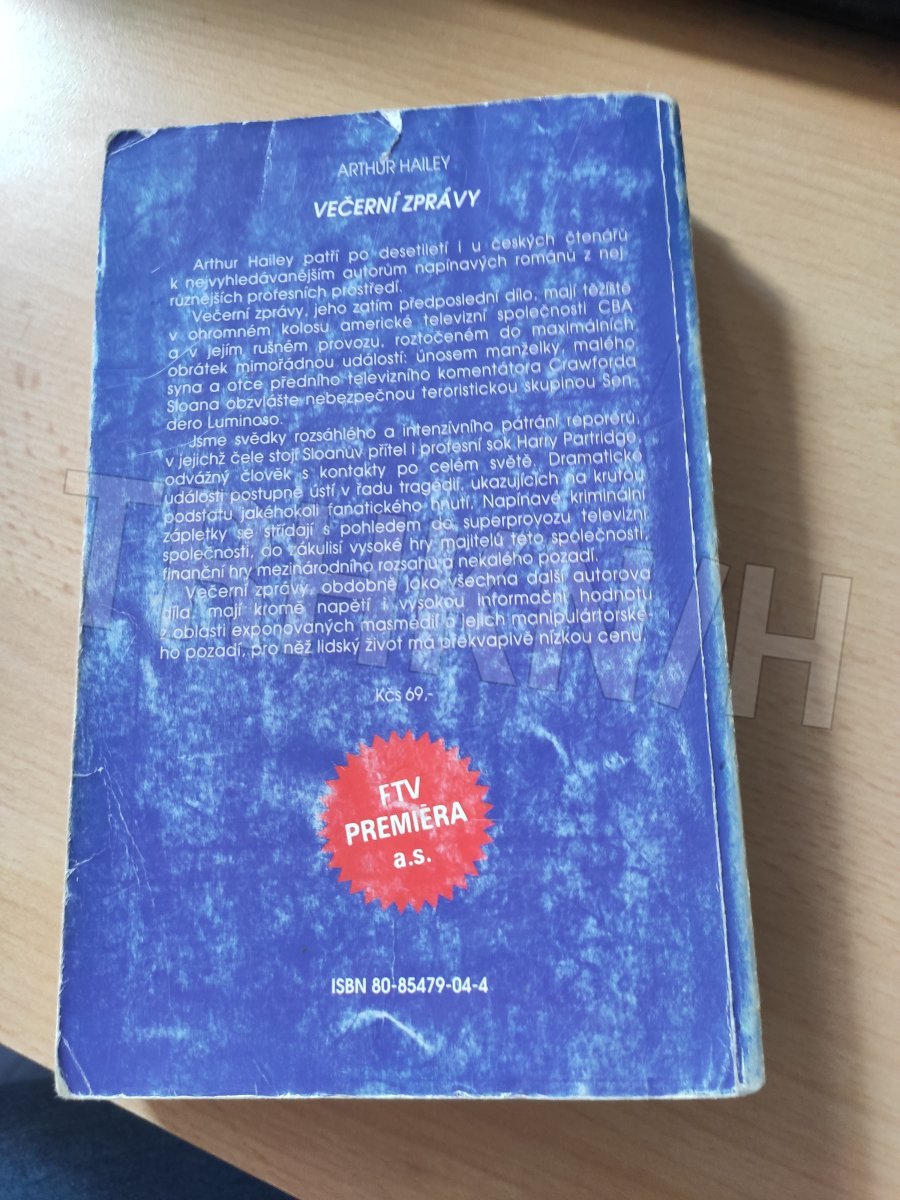 ARTHUR HAILEY
VEČERNÍ ZPRÁVY
Arthur Hailey patří po desetiletí i u českých čtenářů
k nejvyhledávanějším autorům napínavých románů z nej-
různějších profesních prostředí.
Večerní zprávy, jeho zatím předposlední dílo, mají těžiště
v ohromném kolosu americké televizní společnosti CBA
a v jejím rušném provozu, roztočeném do maximálních
obrátek mimořádnou událostí: únosem manželky, malého
syna a otce předního televizního komentátora Crawforda
Sloana obzvlášte nebezpečnou teroristickou skupinou Sen-
dero Luminoso.
Jsme svědky rozsáhlého a intenzívního pátrání reporérů,
v jejichž čele stojí Sloanův přítel i profesní sok Harry Partridge,
odvážný člověk s kontakty po celém světě. Dramatické
události postupně ústí v řadu tragédií, ukazujících na krutou
podstatu jakéhokoli fanatického hnutí. Napínavé kriminální
zápletky se střídají s pohledem do superprovozu televizní
společnosti, do zákulisí vysoké hry majitelů této společnosti,
finanční hry mezinárodního rozsahu a nekalého pozadí.
Večerní zprávy, obdobně jako všechna další autorova
díla, mají kromě napětí i vysokou informační hodnotu
z oblasti exponovaných masmédií a jejich manipulártorské-
ho pozadí, pro něž lidský život má překvapivě nízkou cenu.
Kčs 69,-
FTV
PREMIÉRA
a.s.
ISBN 80-85479-04-4